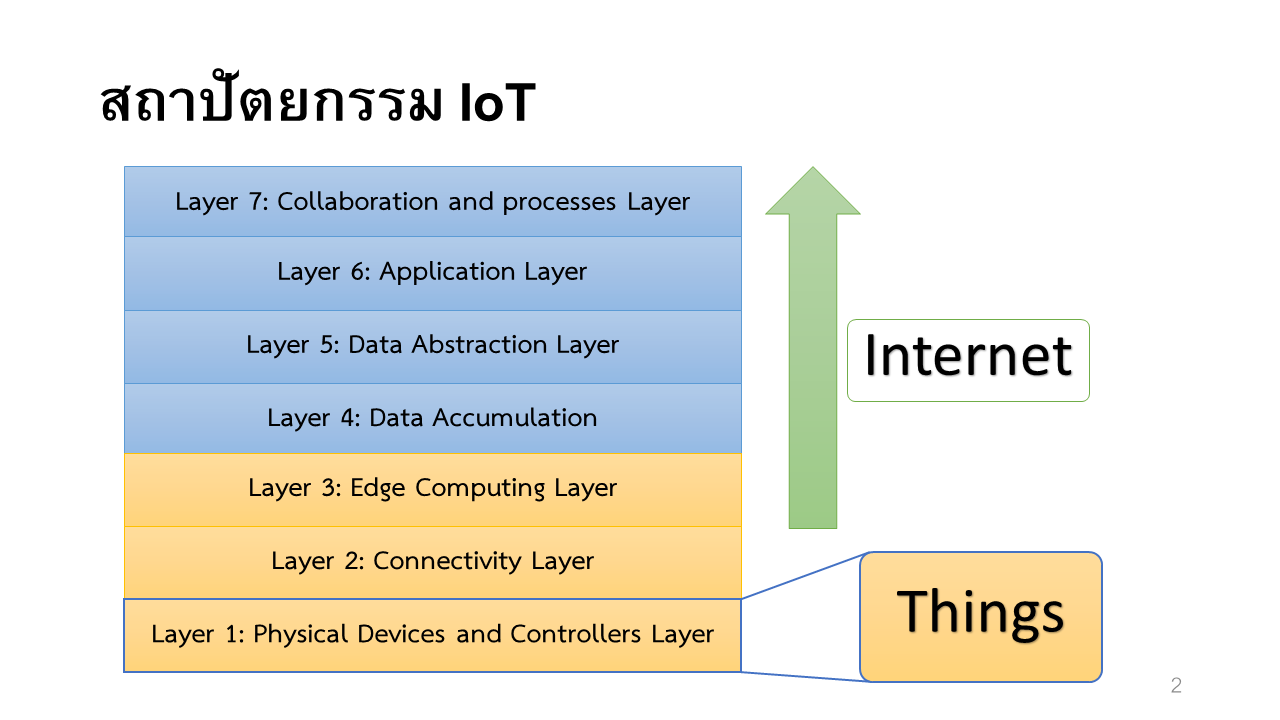 สถาปัตยกรรม IoT
Layer 7: Collaboration and processes Layer
Layer 6: Application Layer
Layer 5: Data Abstraction Layer
Internet
Layer 4: Data Accumulation
Layer 3: Edge Computing Layer
Layer 2: Connectivity Layer
Things
Layer 1: Physical Devices and Controllers Layer
2